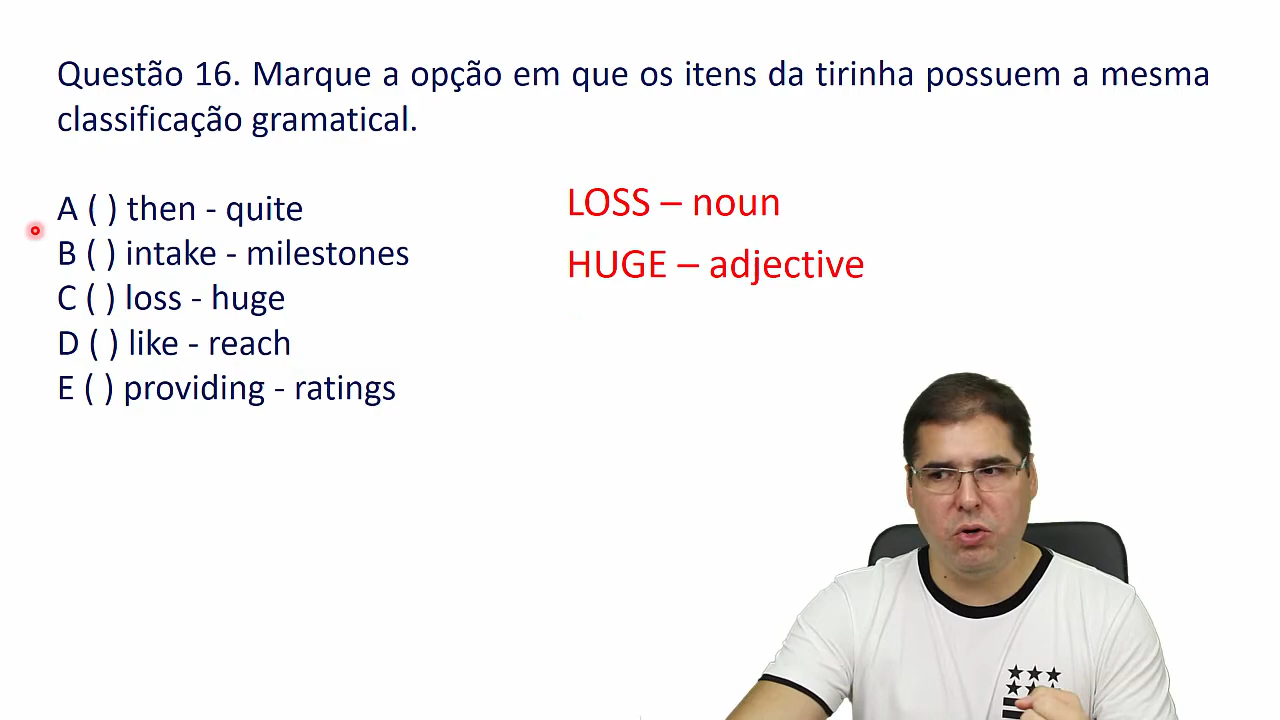 Questão 16. Marque a opção em que os itens da tirinha possuem a mesma
classificação gramatical.
A ( ) then - quite
B ( ) intake - milestones
C ( ) loss - huge
D ( ) like - reach
E ( ) providing - ratings
LOSS – noun
HUGE – adjective